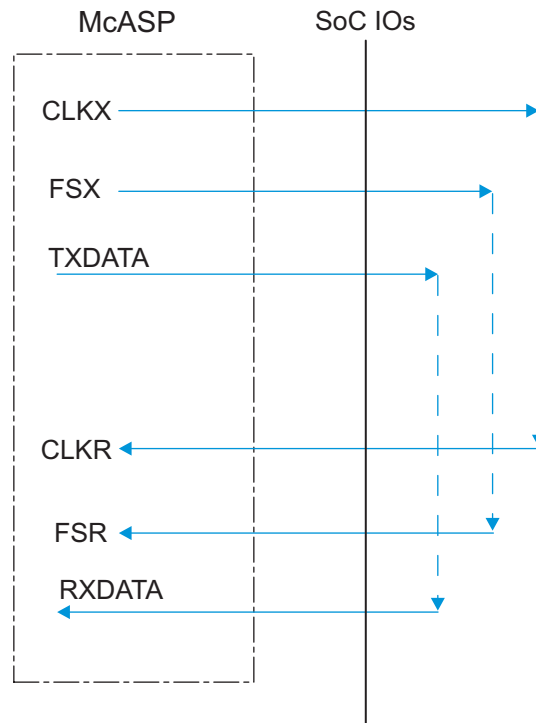 McASP
SoC IOs
CLKX
FSX
TXDATA
CLKR
FSR
RXDATA